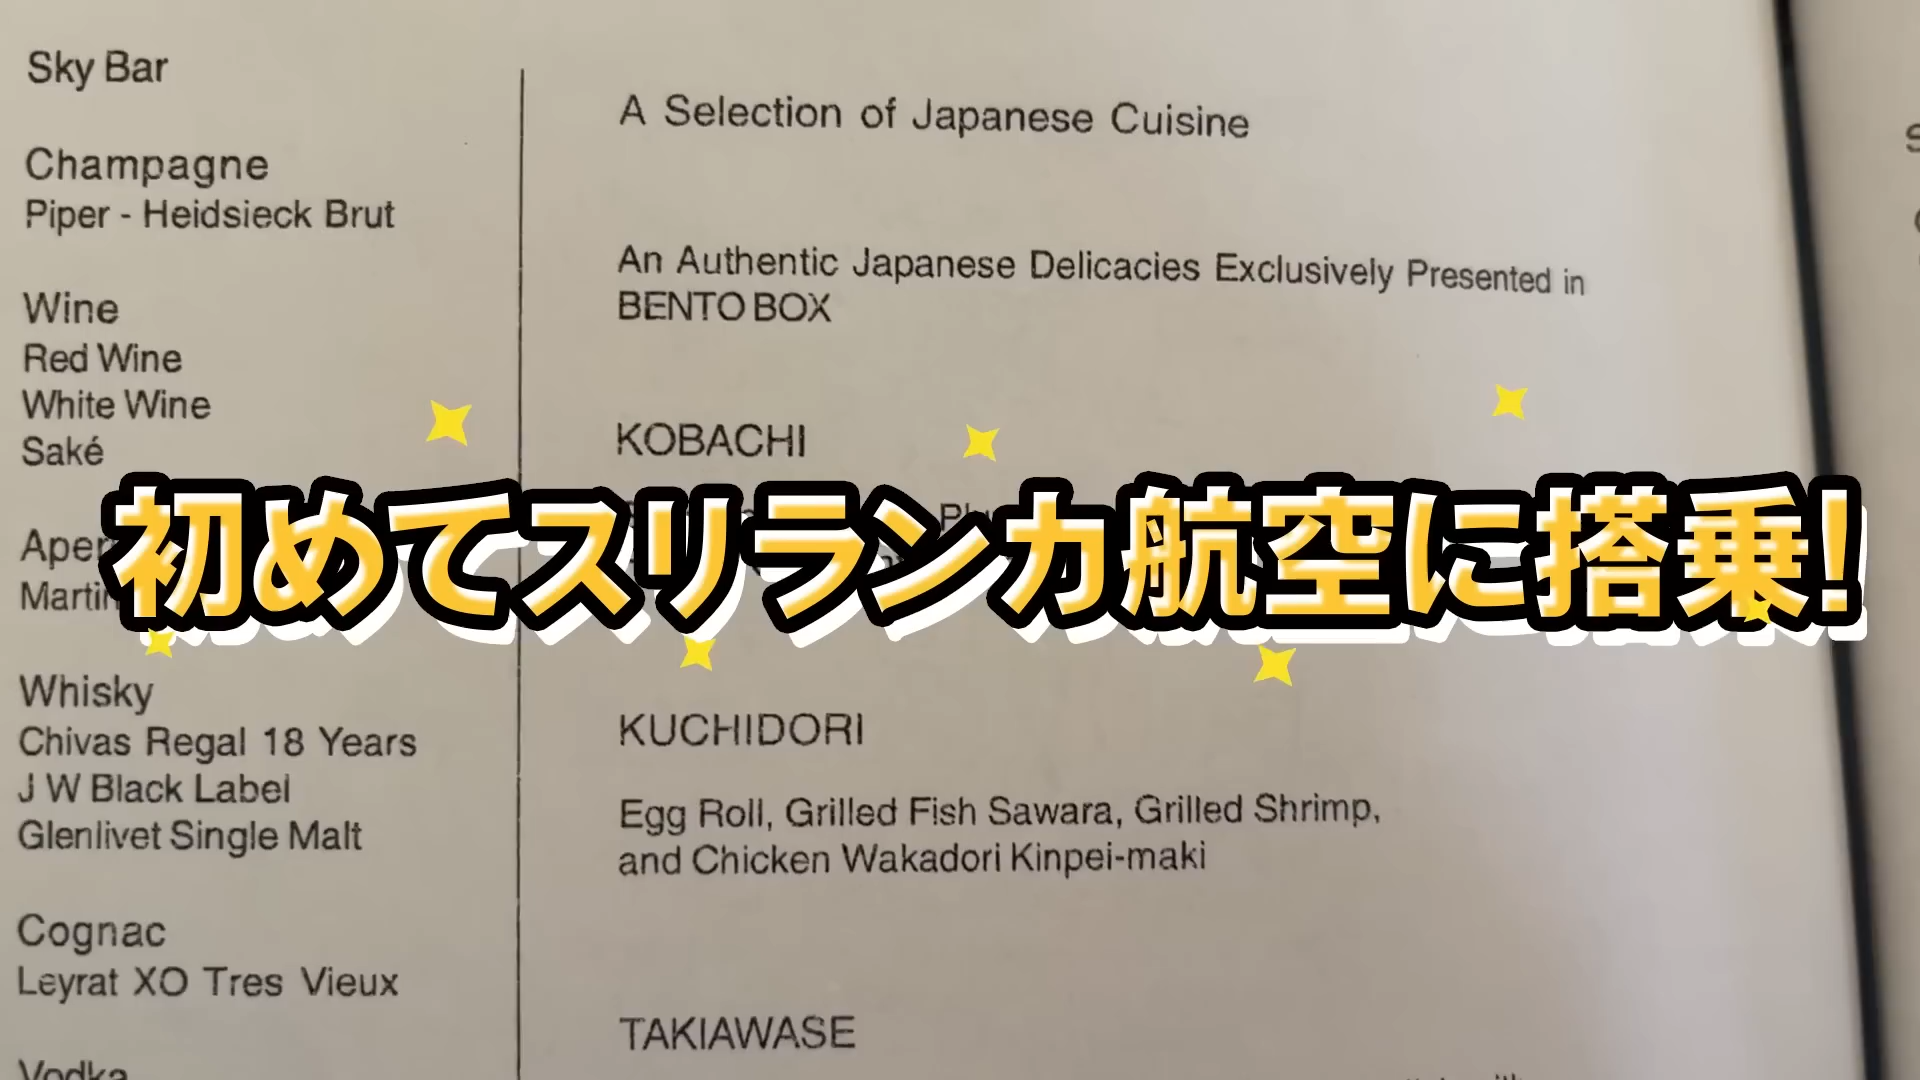 Sky Bar
Champagne
Piper - Heidsieck Brut
Wine
Red Wine
White Wine
Saké
Martin
Whisky
Chivas Regal 18 Years
J W Black Label
Glenlivet Single Malt
Cognac
Leyrat XO Tres Vieux
Vodka
A Selection of Japanese Cuisine
An Authentic Japanese Delicacies Exclusively Presented in
BENTO BOX
KOBACHI
KUCHIDORI
Egg Roll, Grilled Fish Sawara, Grilled Shrimp,
and Chicken Wakadori Kinpei-maki
TAKIAWASE
初めてスリランカ航空に搭乗!